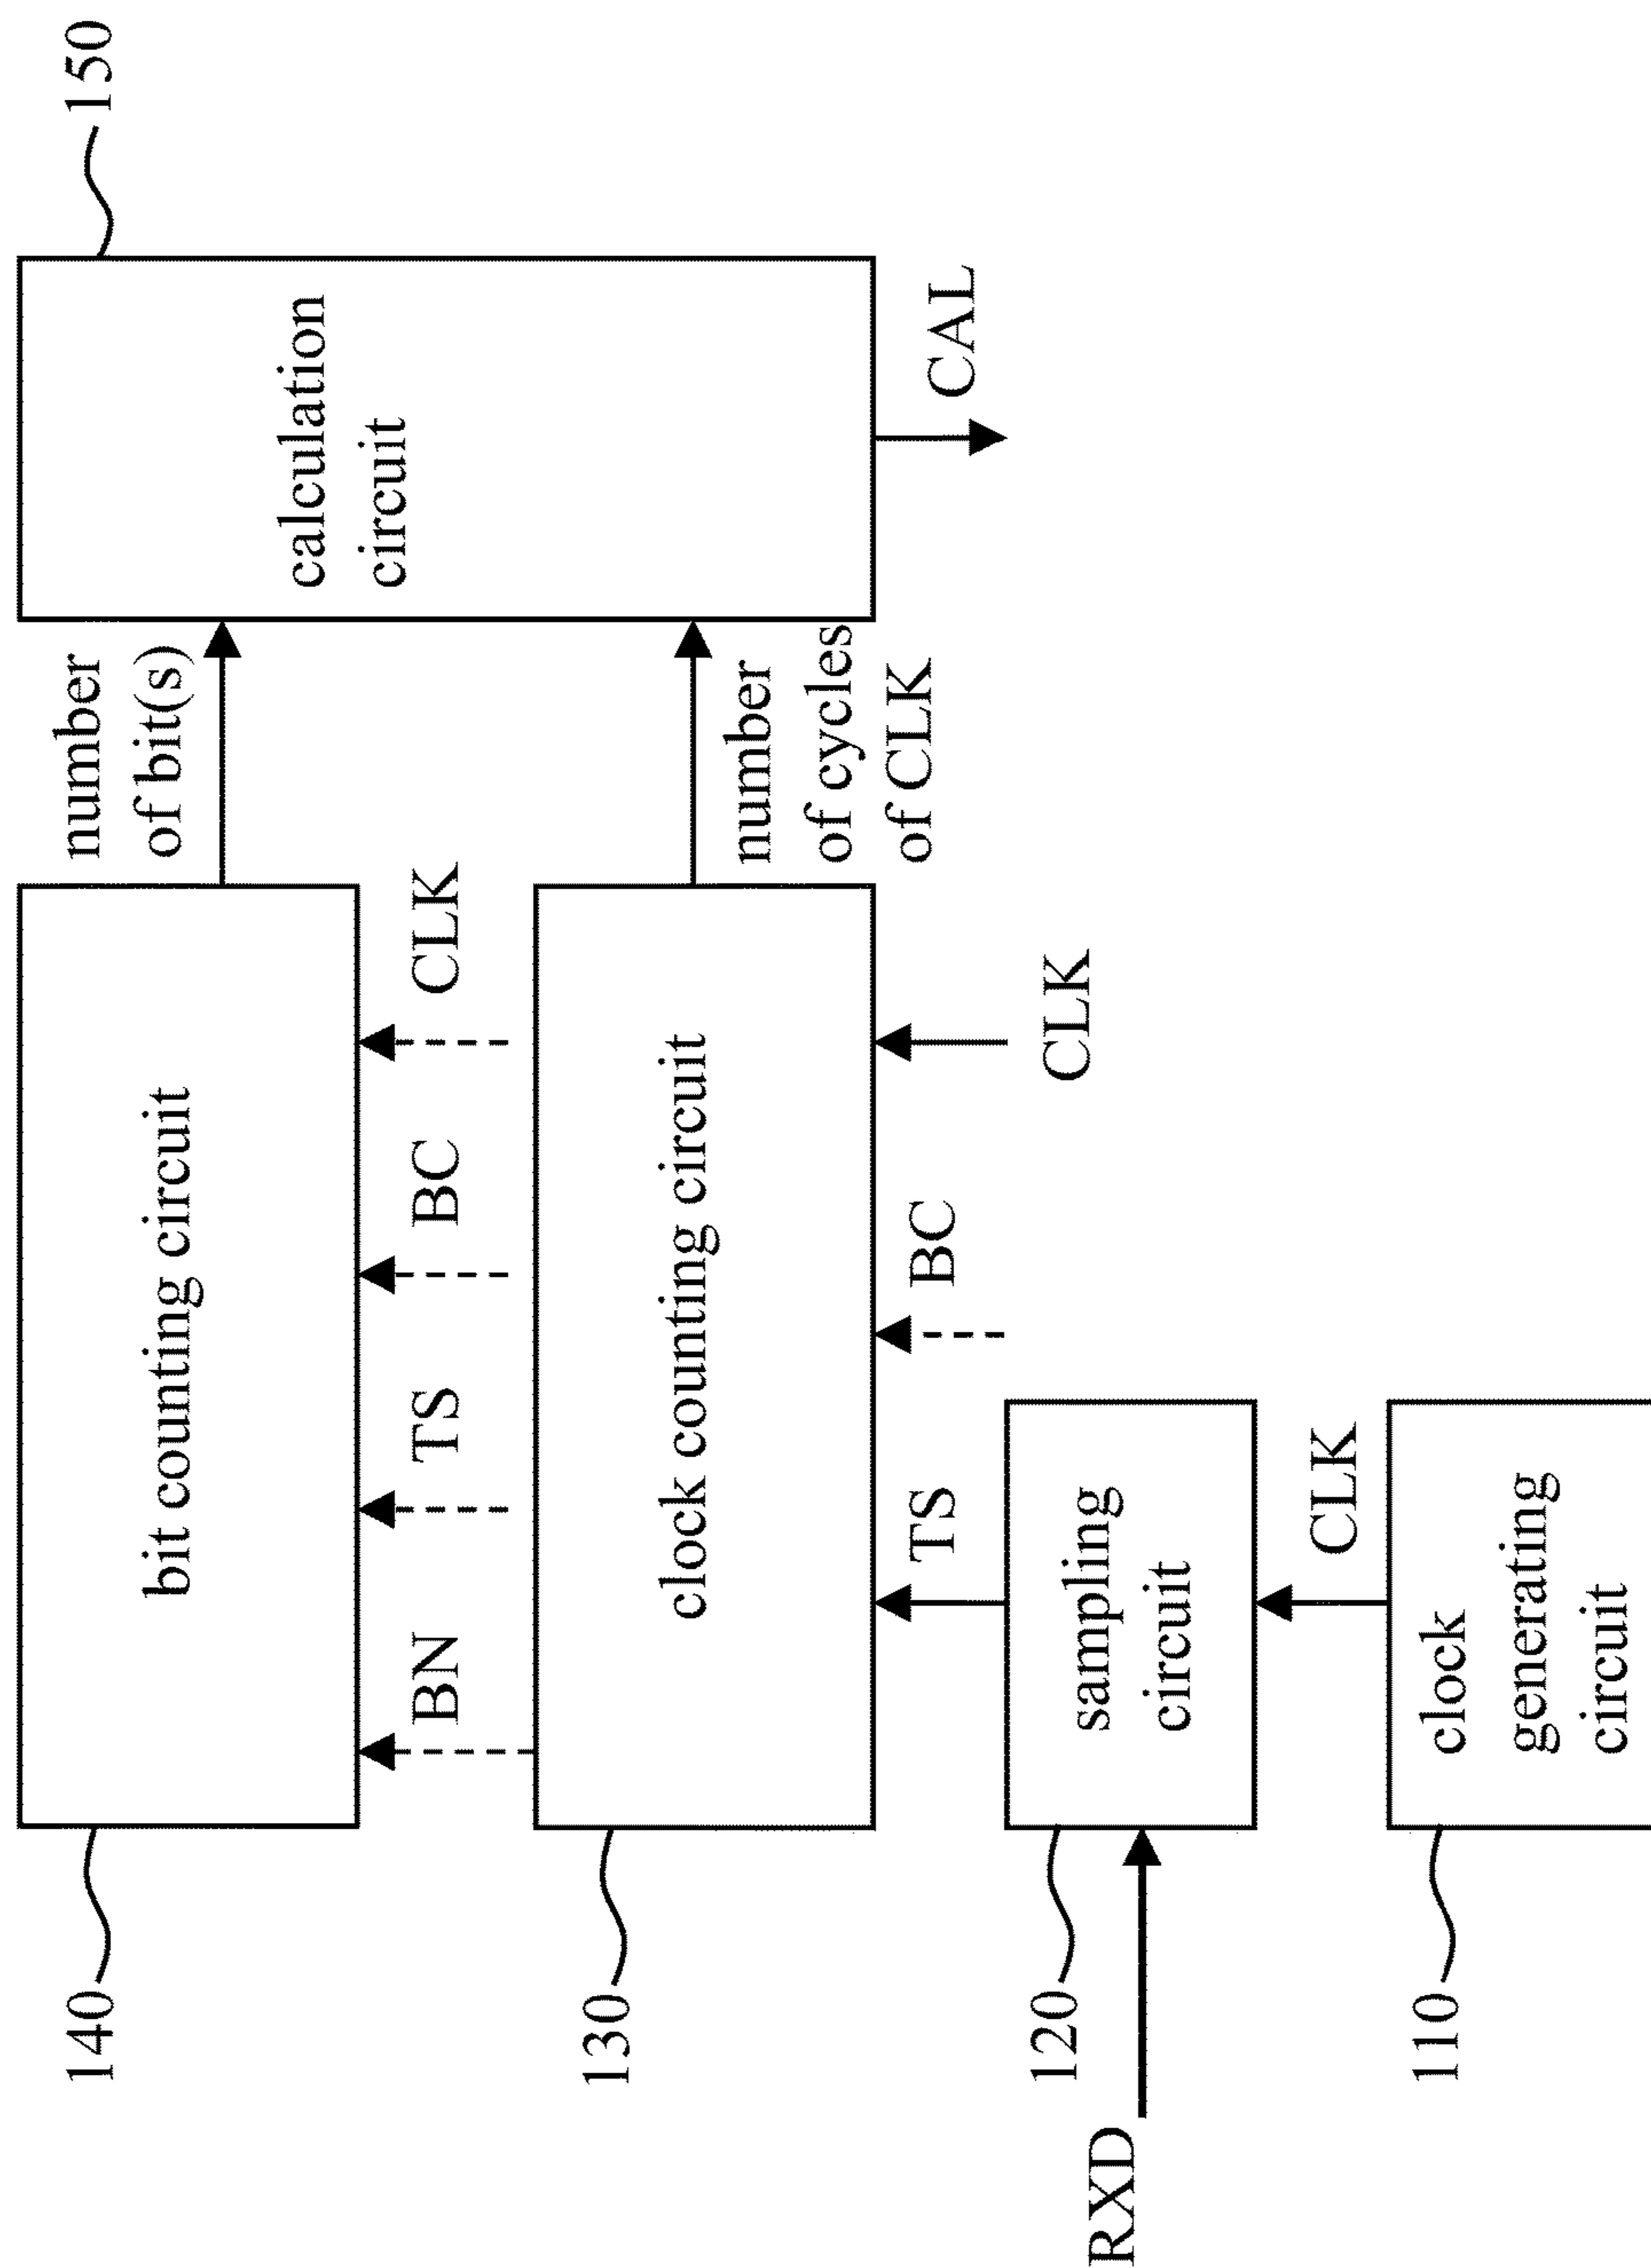 140
bit counting circuit
number
of bit(s)
150
calculation
circuit
BN
TS
BC
CLK
130
clock counting circuit
number
of cycles
of CLK
CAL
TS
BC
CLK
RXD
120
sampling
circuit
CLK
110
clock
generating
circuit